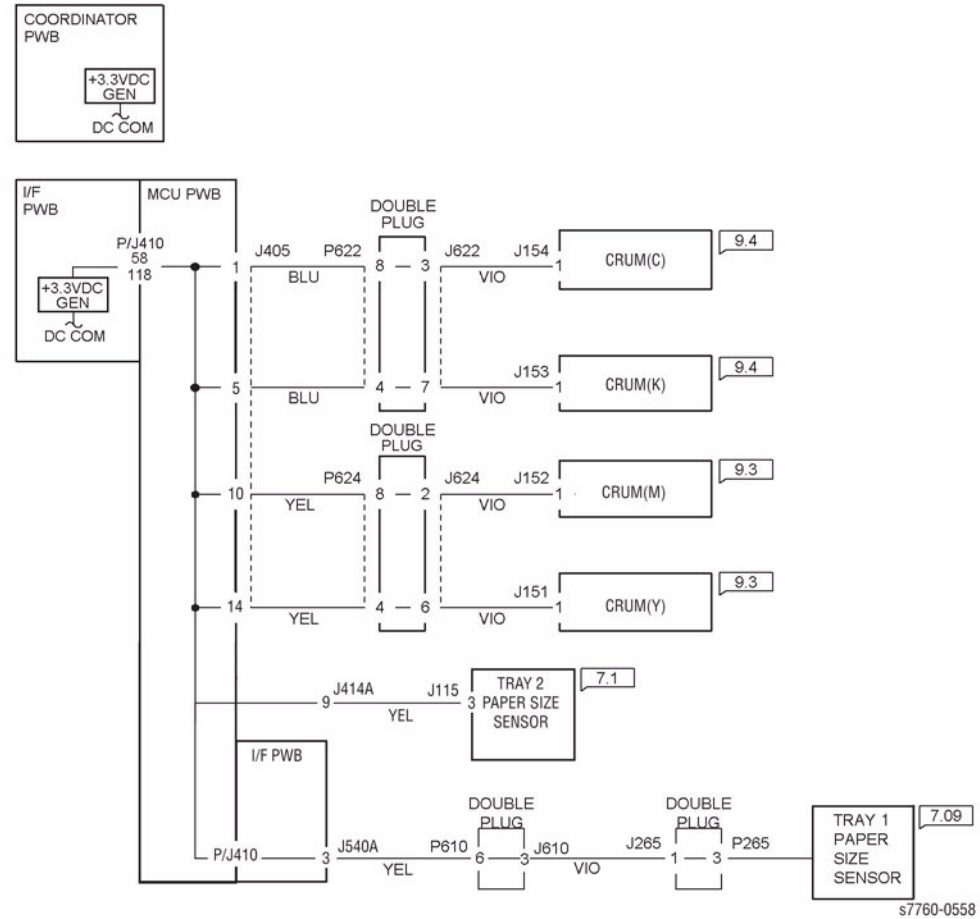 COORDINATOR
PWB
+3.3VDC
GEN
DC COM
I/F
PWB
MCU PWB
P/J410
58
118
+3.3VDC
GEN
DC COM
DOUBLE
PLUG
1 J405 P622 8 — 3 J622 J154 1 CRUM(C) 9.4
BLU VIO
5 4 — 7 J153 1 CRUM(K) 9.4
BLU VIO
DOUBLE
PLUG
10 P624 8 — 2 J624 J152 1 CRUM(M) 9.3
YEL VIO
14 4 — 6 J151 1 CRUM(Y) 9.3
YEL VIO
9 J414A YEL J115 3
TRAY 2
PAPER SIZE
SENSOR
7.1
I/F PWB
P/J410 3 J540A YEL P610
DOUBLE
PLUG
6 3 J610 VIO J265
DOUBLE
PLUG
1 — 3 P265
TRAY 1
PAPER
SIZE
SENSOR
7.09
s7760-0558